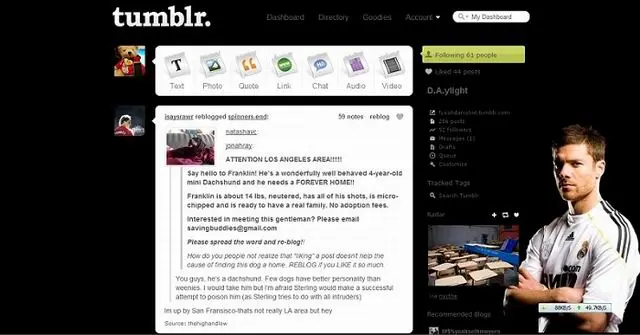 tumblr.
Dashboard Directory Goodies Account
My Dashboard
T
Text Photo Quote Link Chat Audio Video
Following 61 people
Liked 44 posts
D.A.ylight
Messages (1)
Drafts
Queue
Customize
Tracked Tags
Search Tumblr
Radar
Recommended Blogs
isaysrawr reblogged spinners.end:
59 notes reblog
natashavc:
jonahray:
ATTENTION LOS ANGELES AREA!!!!!!
Say hello to Franklin! He's a wonderfully well behaved 4-year-old
mini Dachshund and he needs a FOREVER HOME!!
Franklin is about 14 lbs, neutered, has all of his shots, is micro-
chipped and is ready to have a real family. No adoption fees.
Interested in meeting this gentleman? Please email
savingbuddies@gmail.com
Please spread the word and re-blog!
How do you people not realize that "liking" a post doesn't help the
cause of finding this dog a home. REBLOG if you LIKE it so much.
You guys, he's a dachshund. Few dogs have better personality than
weenies. I would take him but I'm afraid Sterling would make a successful
attempt to poison him (as Sterling tries to do with all intruders)
Im up by San Fransisco-thats not really LA area but hey
Source: thehighandlow